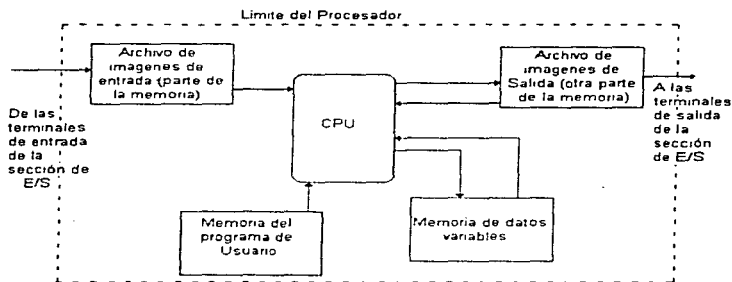 Limite del Procesador
Archivo de
imagenes de
entrada (parte de
la memoria)
Archivo de
imagenes de
Salida (otra parte
de la memoria)
CPU
De las
terminales
de entrada
de la
sección de
E/S
A las
terminales
de salida
de la
sección
de E/S
Memoria del
programa de
Usuario
Memoria de datos
variables